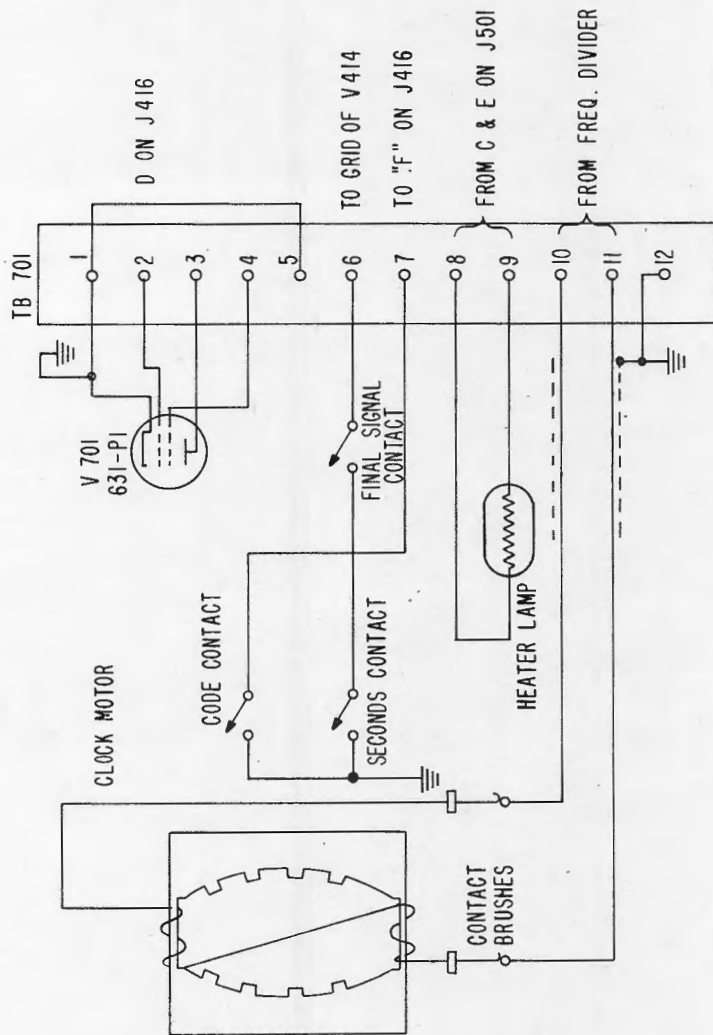 TB 701
1
2
3
4
5
6
7
8
9
10
11
12
D ON J416
TO GRID OF V414
TO "F" ON J416
FROM C & E ON J501
FROM FREQ. DIVIDER
V 701
631-P1
FINAL SIGNAL
CONTACT
CODE CONTACT
SECONDS CONTACT
HEATER LAMP
CLOCK MOTOR
CONTACT
BRUSHES